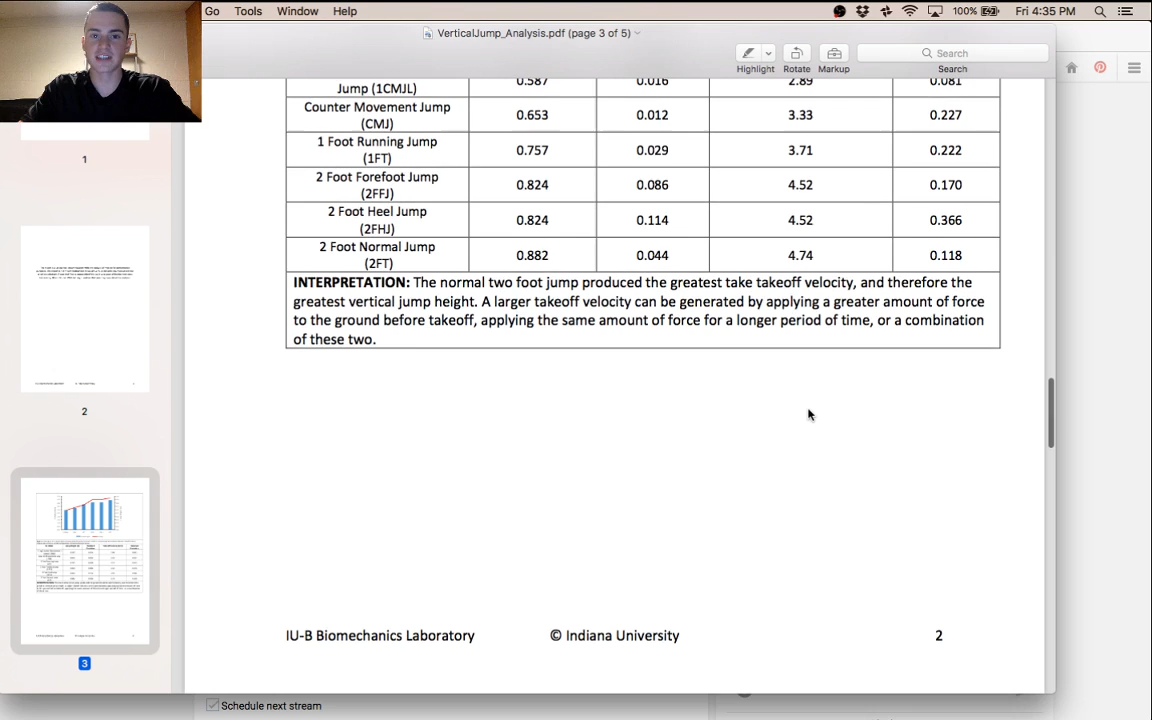 Go Tools Window Help 100% Fri 4:35 PM
VerticalJump_Analysis.pdf (page 3 of 5)
Search
Highlight Rotate Markup Search
1
2
3
Jump (1CMJL) 0.587 0.016 2.89 0.081
Counter Movement Jump (CMJ) 0.653 0.012 3.33 0.227
1 Foot Running Jump (1FT) 0.757 0.029 3.71 0.222
2 Foot Forefoot Jump (2FFJ) 0.824 0.086 4.52 0.170
2 Foot Heel Jump (2FHJ) 0.824 0.114 4.52 0.366
2 Foot Normal Jump (2FT) 0.882 0.044 4.74 0.118
INTERPRETATION: The normal two foot jump produced the greatest take takeoff velocity, and therefore the
greatest vertical jump height. A larger takeoff velocity can be generated by applying a greater amount of force
to the ground before takeoff, applying the same amount of force for a longer period of time, or a combination
of these two.
IU-B Biomechanics Laboratory © Indiana University 2
Schedule next stream